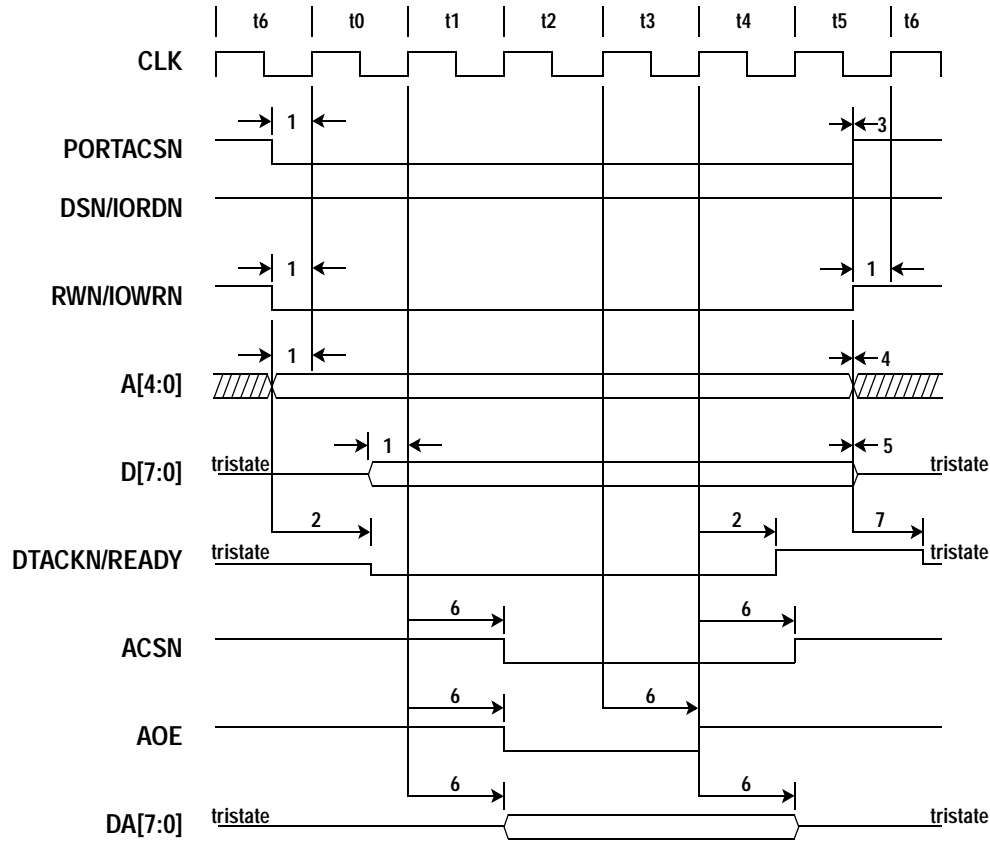 t6 t0 t1 t2 t3 t4 t5 t6
CLK
1 3
PORTACSN
DSN/IORDN
1 1
RWN/IOWRN
1 4
A[4:0]
1 5
tristate tristate
D[7:0]
2 2 7
tristate tristate
DTACKN/READY
6 6
ACSN
6 6
AOE
6 6
tristate tristate
DA[7:0]